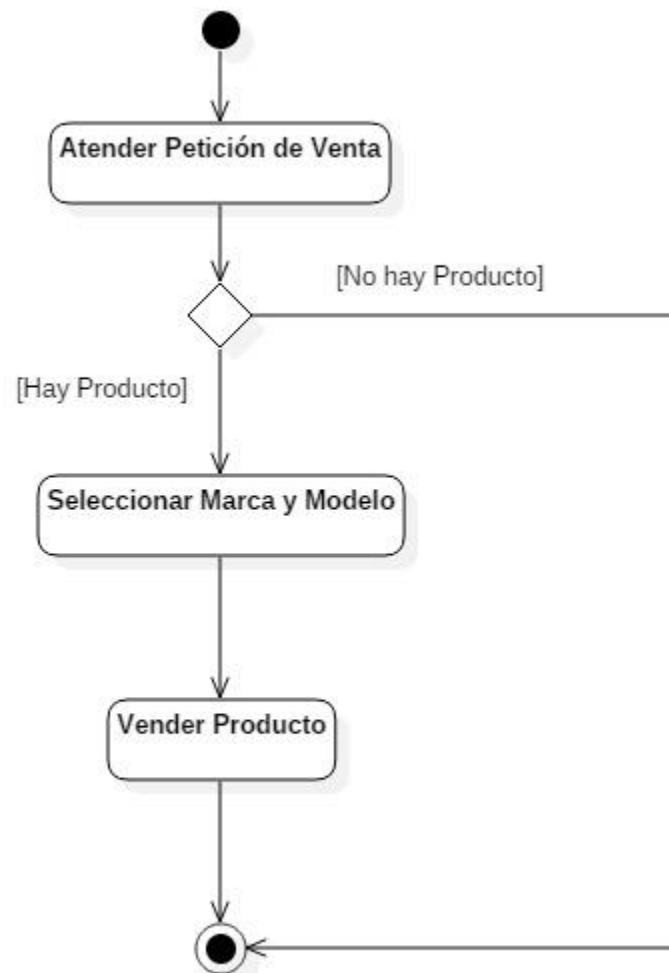 Atender Petición de Venta
[No hay Producto]
[Hay Producto]
Seleccionar Marca y Modelo
Vender Producto